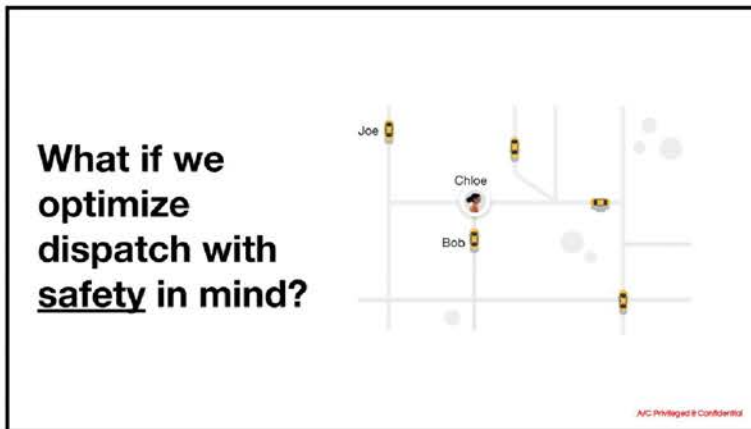 What if we
optimize
dispatch with
safety in mind?
Joe
Chloe
Bob
A/C Privileged & Confidential